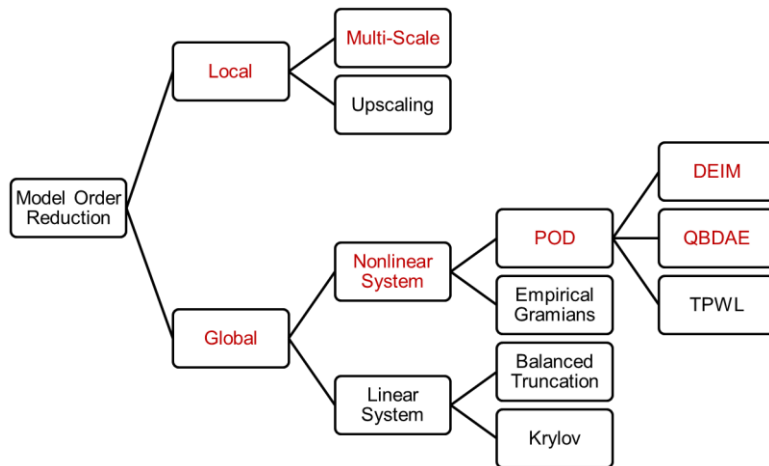 Model Order
Reduction
Local
Multi-Scale
Upscaling
Global
Nonlinear
System
POD
DEIM
QBDAE
TPWL
Empirical
Gramians
Linear
System
Balanced
Truncation
Krylov